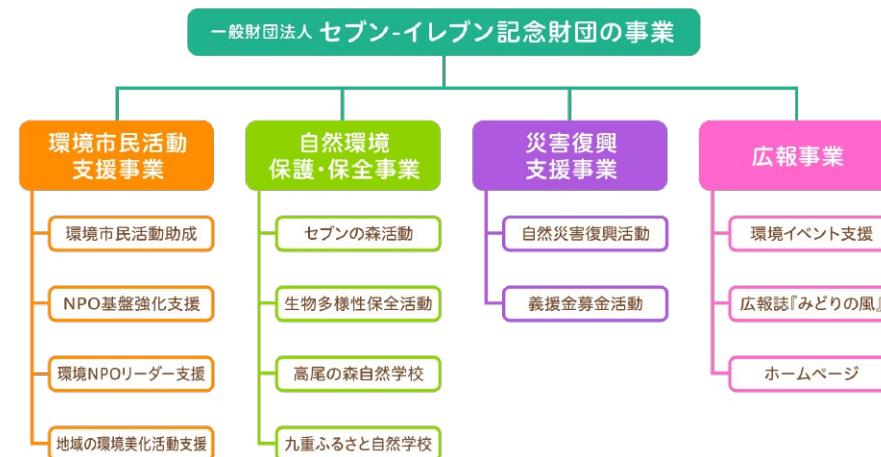 一般財団法人 セブン-イレブン記念財団の事業
環境市民活動
支援事業
環境市民活動助成
NPO基盤強化支援
環境NPOリーダー支援
地域の環境美化活動支援
自然環境
保護・保全事業
セブンの森活動
生物多様性保全活動
高尾の森自然学校
九重ふるさと自然学校
災害復興
支援事業
自然災害復興活動
義援金募金活動
広報事業
環境イベント支援
広報誌『みどりの風』
ホームページ